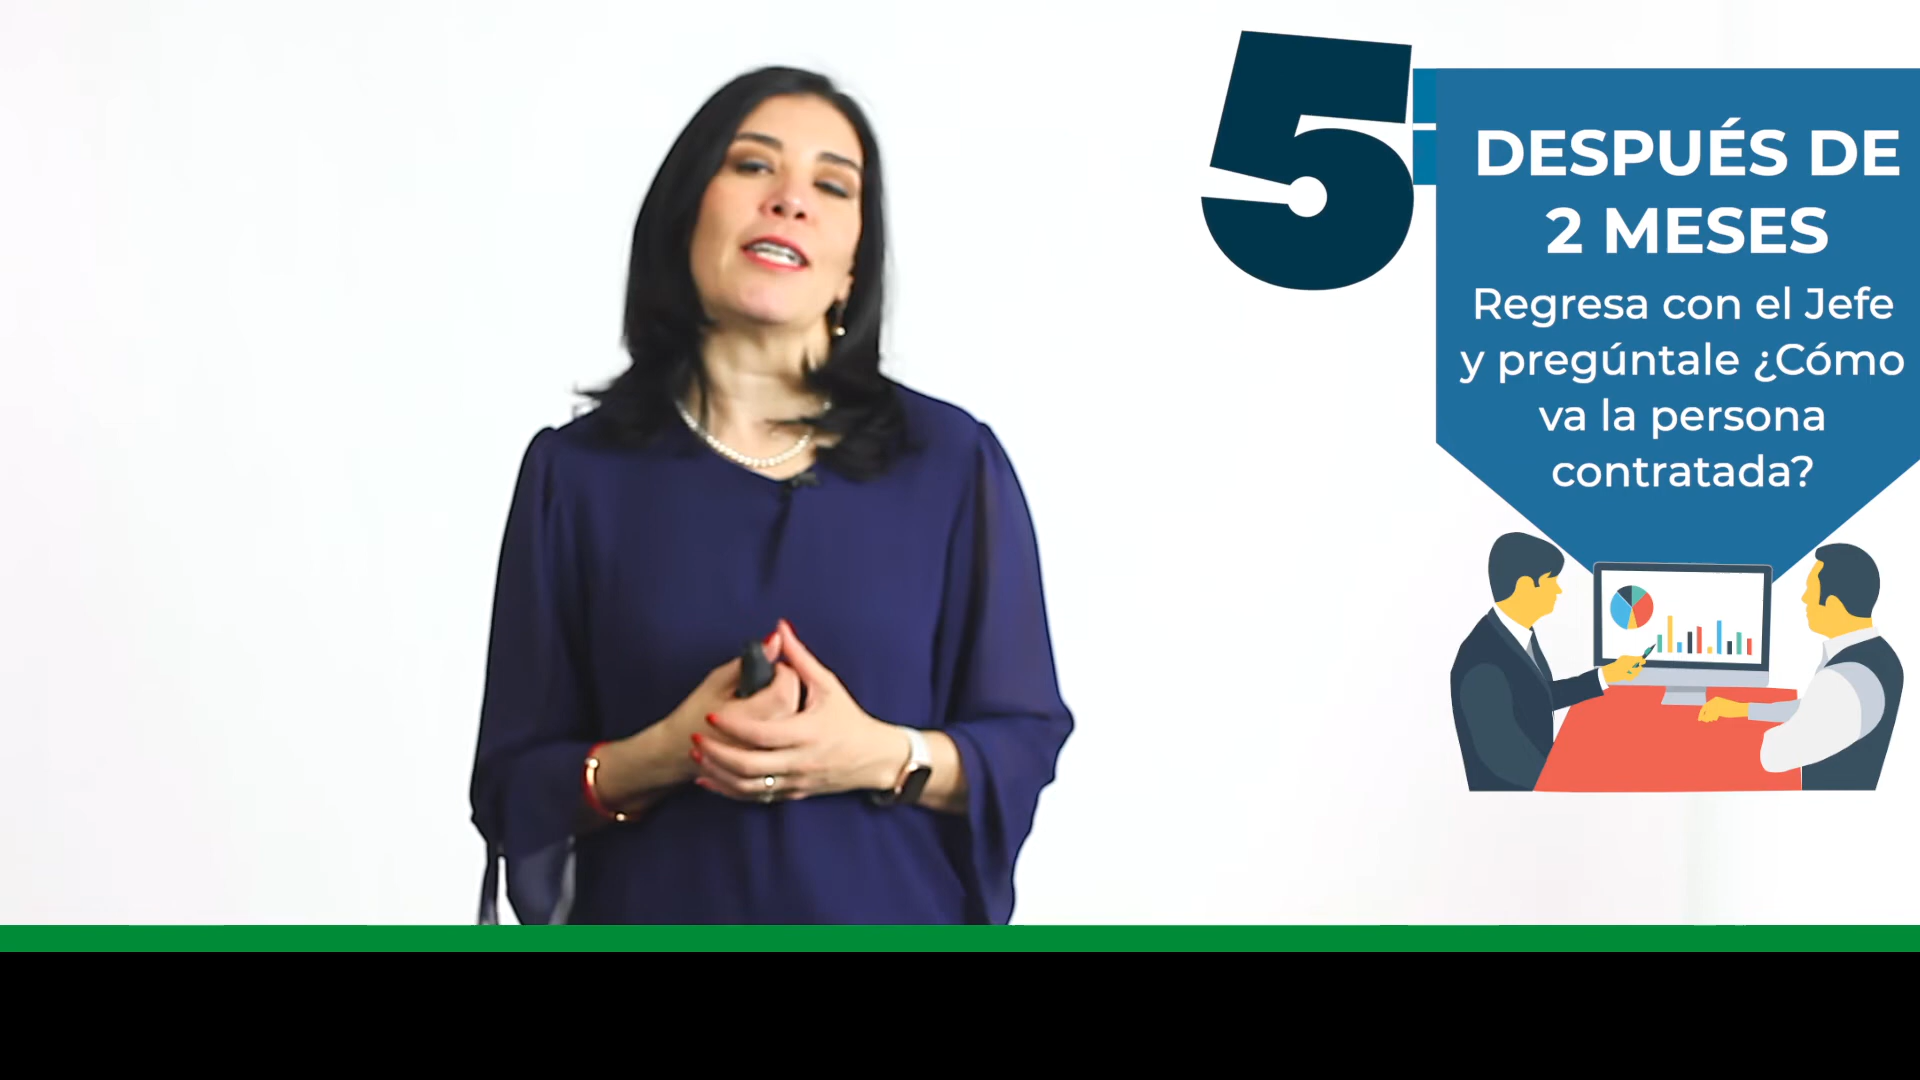 5
DESPUÉS DE
2 MESES
Regresa con el Jefe
y pregúntale ¿Cómo
va la persona
contratada?